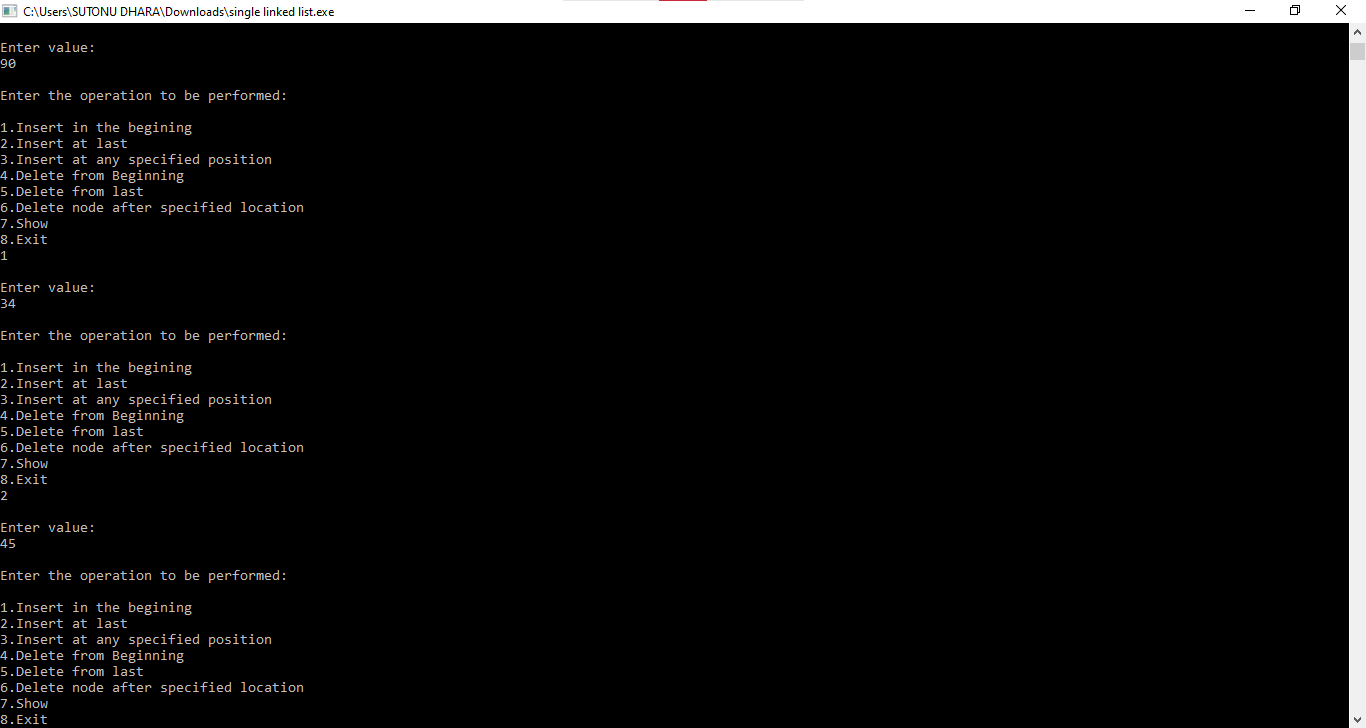 C:\Users\SUTONU DHARA\Downloads\single linked list.exe
Enter value:
90
Enter the operation to be performed:
1.Insert in the begining
2.Insert at last
3.Insert at any specified position
4.Delete from Beginning
5.Delete from last
6.Delete node after specified location
7.Show
8.Exit
1
Enter value:
34
Enter the operation to be performed:
1.Insert in the begining
2.Insert at last
3.Insert at any specified position
4.Delete from Beginning
5.Delete from last
6.Delete node after specified location
7.Show
8.Exit
2
Enter value:
45
Enter the operation to be performed:
1.Insert in the begining
2.Insert at last
3.Insert at any specified position
4.Delete from Beginning
5.Delete from last
6.Delete node after specified location
7.Show
8.Exit